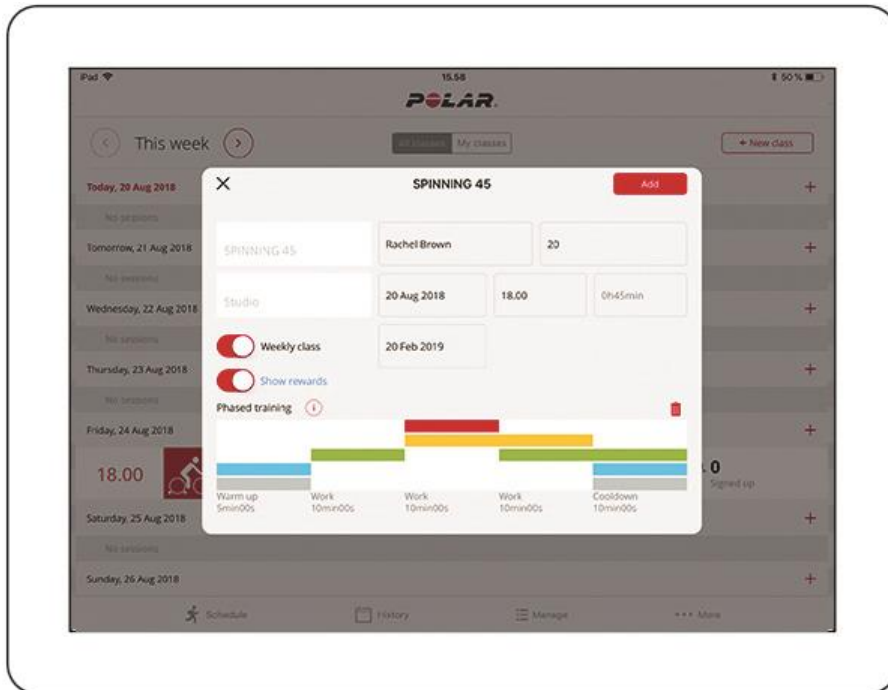 iPad 15.58 50 %
POLAR.
This week All classes My classes + New class
Today, 20 Aug 2018 +
No sessions
Tomorrow, 21 Aug 2018 +
No sessions
Wednesday, 22 Aug 2018 +
No sessions
Thursday, 23 Aug 2018 +
No sessions
Friday, 24 Aug 2018 +
18.00 0
Signed up
Saturday, 25 Aug 2018 +
No sessions
Sunday, 26 Aug 2018 +
Schedule History Manage More
SPINNING 45 Add
SPINNING 45 Rachel Brown 20
Studio 20 Aug 2018 18.00 0h45min
Weekly class 20 Feb 2019
Show rewards
Phased training i
Warm up Work Work Work Cooldown
5min00s 10min00s 10min00s 10min00s 10min00s